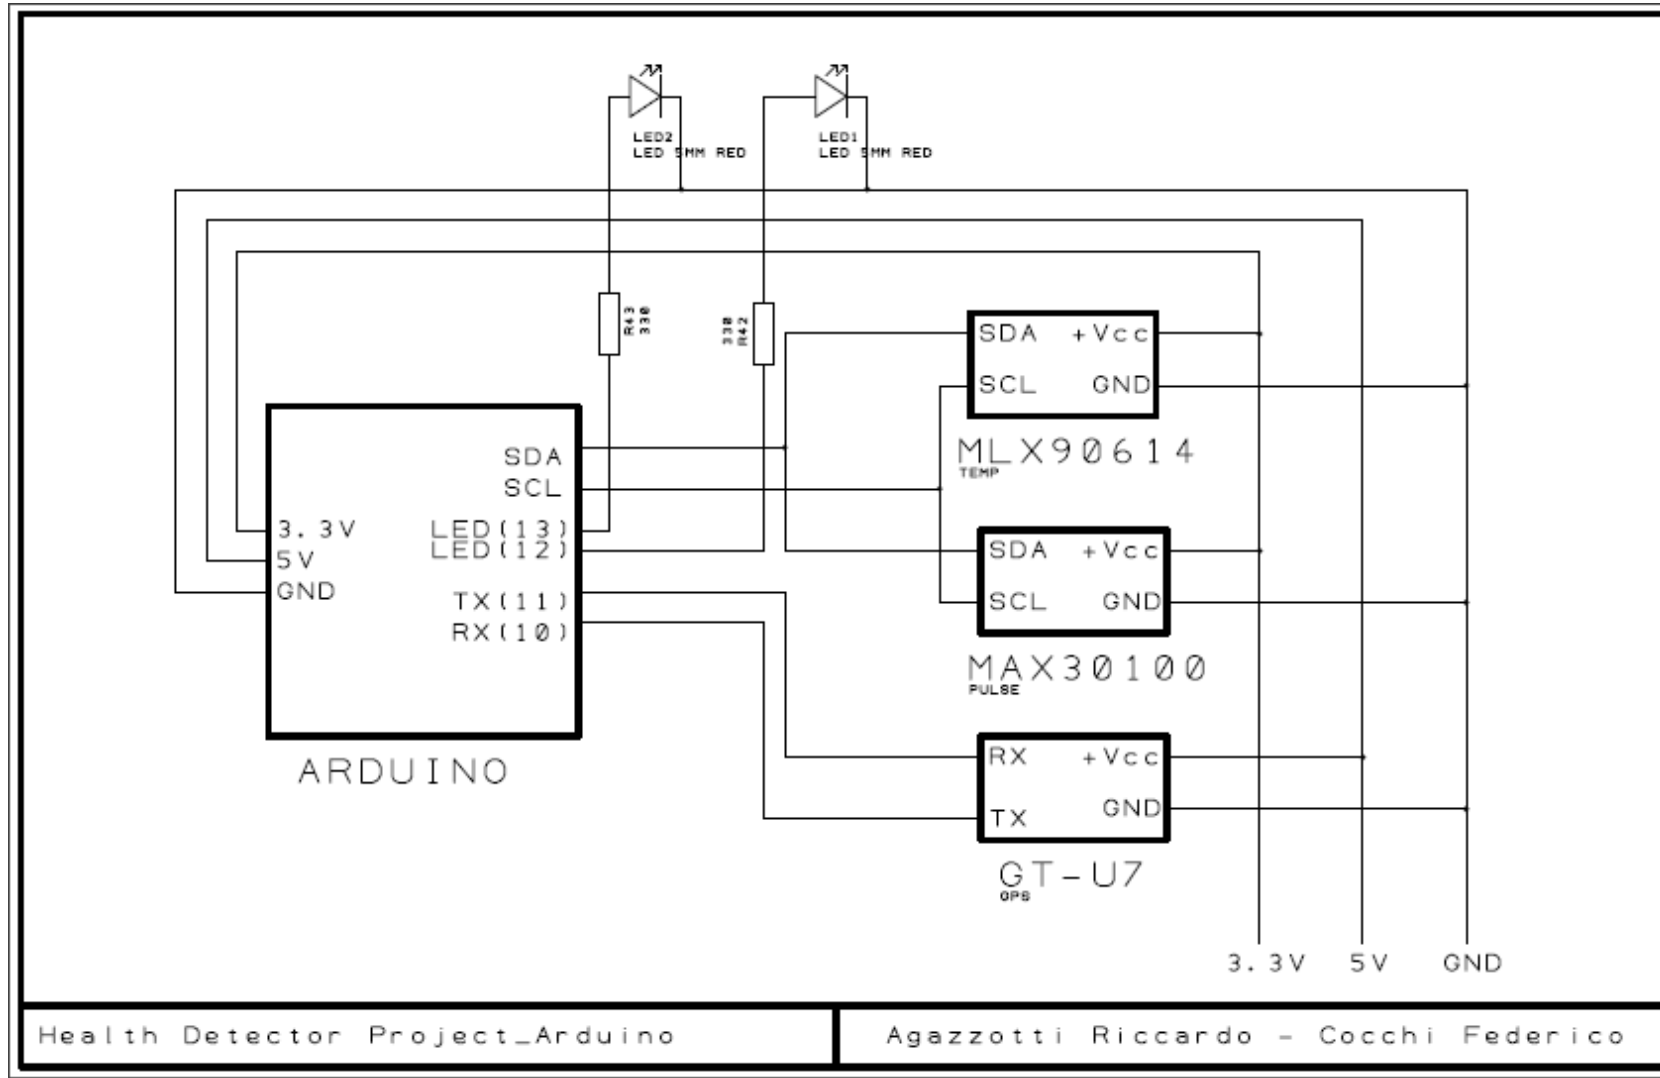 LED2
LED 5MM RED
LED1
LED 5MM RED
R43
330
330
R42
SDA
SCL
LED(13)
LED(12)
TX(11)
RX(10)
3.3V
5V
GND
ARDUINO
SDA +Vcc
SCL GND
MLX90614
TEMP
SDA +Vcc
SCL GND
MAX30100
PULSE
RX +Vcc
TX GND
GT-U7
GPS
3.3V 5V GND
Health Detector Project_Arduino
Agazzotti Riccardo - Cocchi Federico